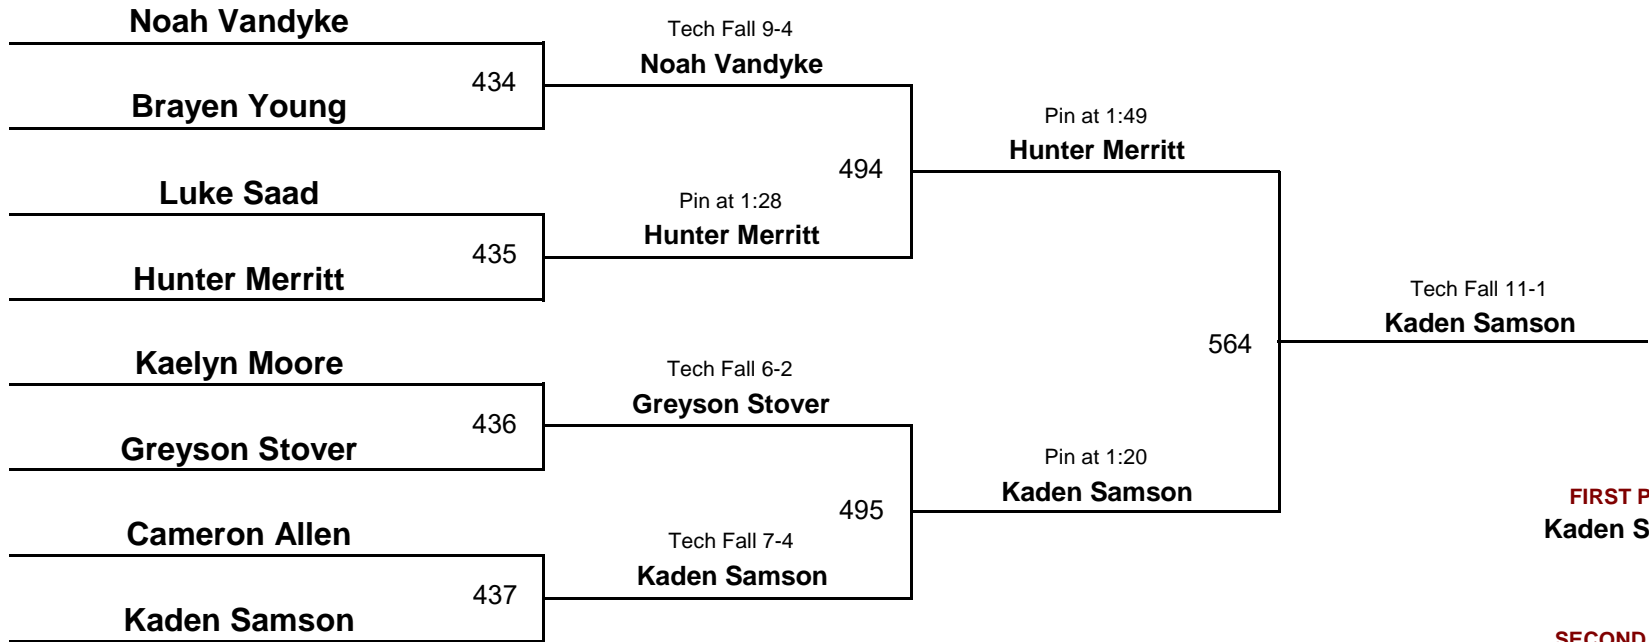 Noah Vandyke
434
Brayen Young
Luke Saad
435
Hunter Merritt
Kaelyn Moore
436
Greyson Stover
Cameron Allen
437
Kaden Samson
Tech Fall 9-4
Noah Vandyke
494
Pin at 1:28
Hunter Merritt
Tech Fall 6-2
Greyson Stover
495
Tech Fall 7-4
Kaden Samson
Pin at 1:49
Hunter Merritt
564
Pin at 1:20
Kaden Samson
Tech Fall 11-1
Kaden Samson
FIRST P
Kaden S
SECOND